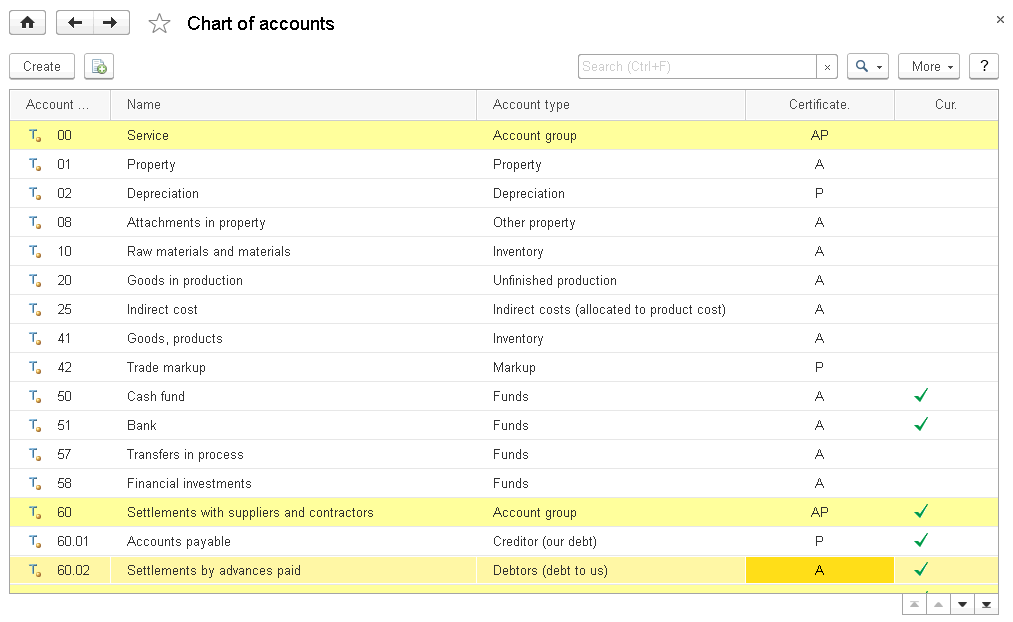 Chart of accounts
×
Create
Search (Ctrl+F)
×
More
?
Account ... Name Account type Certificate. Cur.
00 Service Account group AP
01 Property Property A
02 Depreciation Depreciation P
08 Attachments in property Other property A
10 Raw materials and materials Inventory A
20 Goods in production Unfinished production A
25 Indirect cost Indirect costs (allocated to product cost) A
41 Goods, products Inventory A
42 Trade markup Markup P
50 Cash fund Funds A
51 Bank Funds A
57 Transfers in process Funds A
58 Financial investments Funds A
60 Settlements with suppliers and contractors Account group AP
60.01 Accounts payable Creditor (our debt) P
60.02 Settlements by advances paid Debtors (debt to us) A